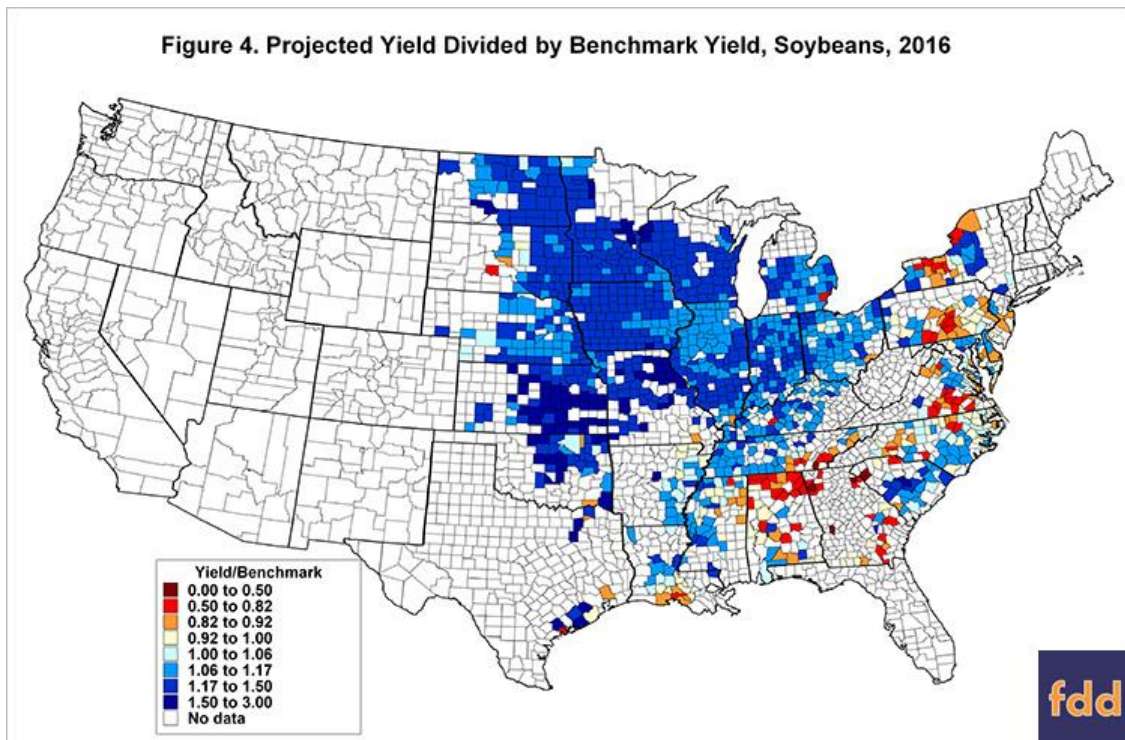 Figure 4. Projected Yield Divided by Benchmark Yield, Soybeans, 2016
Yield/Benchmark
0.00 to 0.50
0.50 to 0.82
0.82 to 0.92
0.92 to 1.00
1.00 to 1.06
1.06 to 1.17
1.17 to 1.50
1.50 to 3.00
No data
fdd